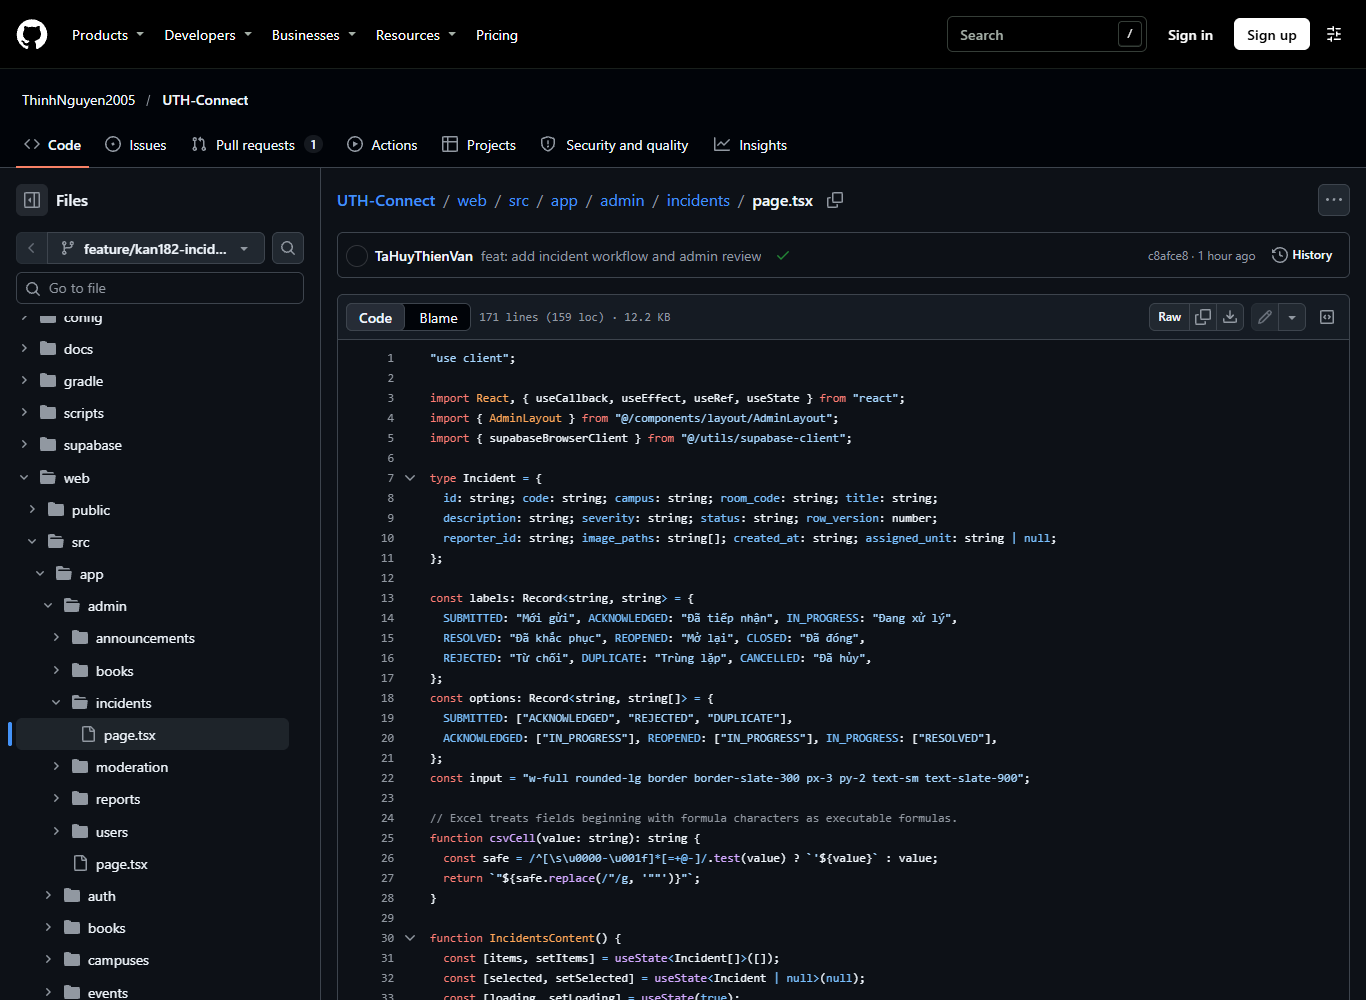 Products Developers Businesses Resources Pricing Search / Sign in Sign up
ThinhNguyen2005 / UTH-Connect
Code Issues Pull requests 1 Actions Projects Security and quality Insights
Files
feature/kan182-incid...
Go to file
config
docs
gradle
scripts
supabase
web
public
src
app
admin
announcements
books
incidents
page.tsx
moderation
reports
users
page.tsx
auth
books
campuses
events
UTH-Connect / web / src / app / admin / incidents / page.tsx
TaHuyThienVan feat: add incident workflow and admin review c8afce8 · 1 hour ago History
Code Blame 171 lines (159 loc) · 12.2 KB Raw
1 "use client";
2
3 import React, { useCallback, useEffect, useRef, useState } from "react";
4 import { AdminLayout } from "@/components/layout/AdminLayout";
5 import { supabaseBrowserClient } from "@/utils/supabase-client";
6
7 type Incident = {
8 id: string; code: string; campus: string; room_code: string; title: string;
9 description: string; severity: string; status: string; row_version: number;
10 reporter_id: string; image_paths: string[]; created_at: string; assigned_unit: string | null;
11 };
12
13 const labels: Record<string, string> = {
14 SUBMITTED: "Mới gửi", ACKNOWLEDGED: "Đã tiếp nhận", IN_PROGRESS: "Đang xử lý",
15 RESOLVED: "Đã khắc phục", REOPENED: "Mở lại", CLOSED: "Đã đóng",
16 REJECTED: "Từ chối", DUPLICATE: "Trùng lặp", CANCELLED: "Đã hủy",
17 };
18 const options: Record<string, string[]> = {
19 SUBMITTED: ["ACKNOWLEDGED", "REJECTED", "DUPLICATE"],
20 ACKNOWLEDGED: ["IN_PROGRESS"], REOPENED: ["IN_PROGRESS"], IN_PROGRESS: ["RESOLVED"],
21 };
22 const input = "w-full rounded-lg border border-slate-300 px-3 py-2 text-sm text-slate-900";
23
24 // Excel treats fields beginning with formula characters as executable formulas.
25 function csvCell(value: string): string {
26 const safe = /^[\s\u0000-\u001f]*[=+@-]/.test(value) ? `'${value}` : value;
27 return `"${safe.replace(/"/g, '""')}"`;
28 }
29
30 function IncidentsContent() {
31 const [items, setItems] = useState<Incident[]>([]);
32 const [selected, setSelected] = useState<Incident | null>(null);
33 const [loading, setLoading] = useState(true);